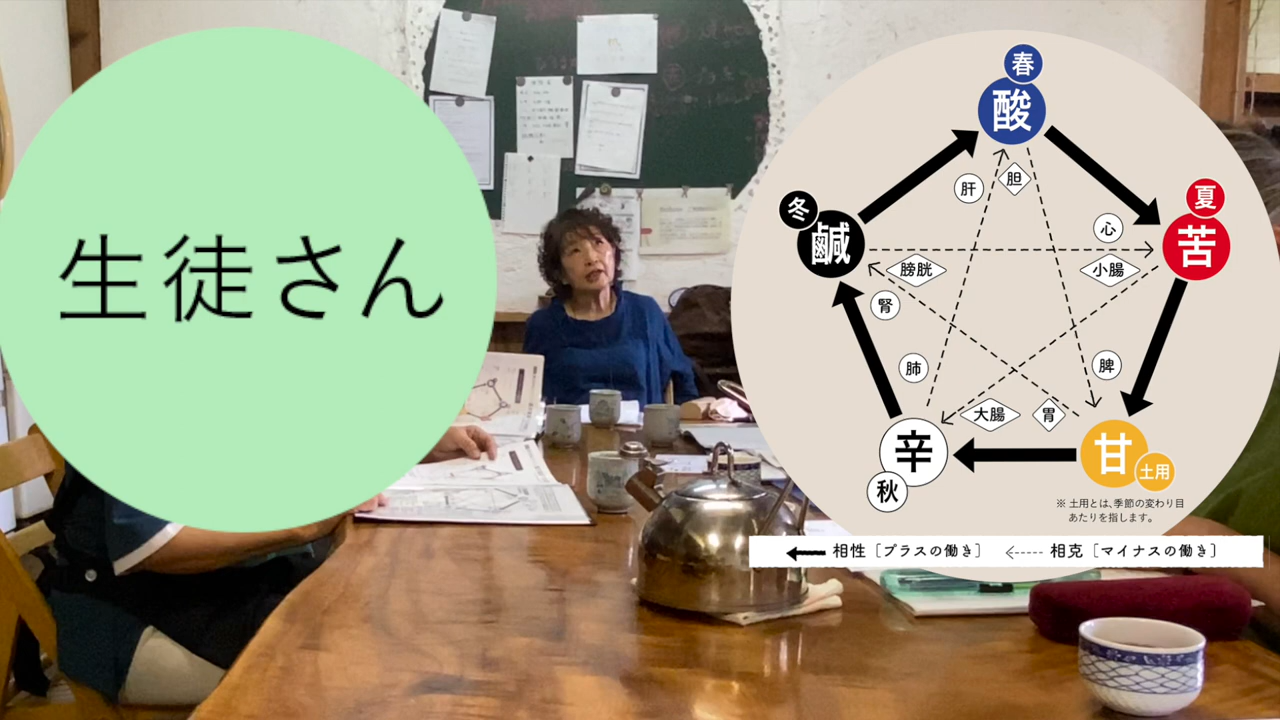 生徒さん
春
酸
肝
胆
夏
苦
心
小腸
冬
鹹
膀胱
腎
肺
脾
大腸
胃
辛
秋
甘
土用
※ 土用とは、季節の変わり目
あたりを指します。
相性［プラスの働き］
相克［マイナスの働き］